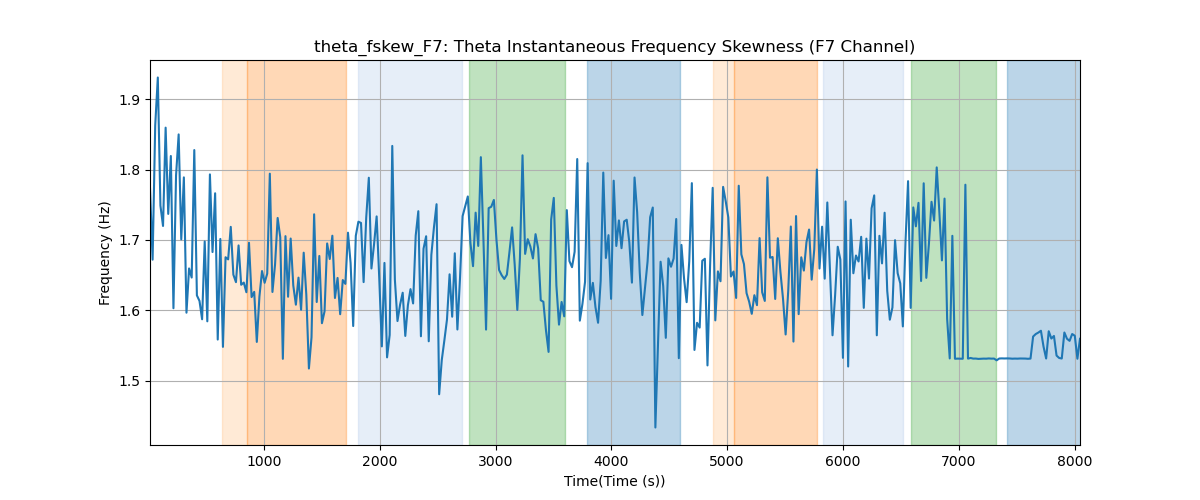 theta_fskew_F7: Theta Instantaneous Frequency Skewness (F7 Channel)
Frequency (Hz)
1.9
1.8
1.7
1.6
1.5
1000 2000 3000 4000 5000 6000 7000 8000
Time(Time (s))